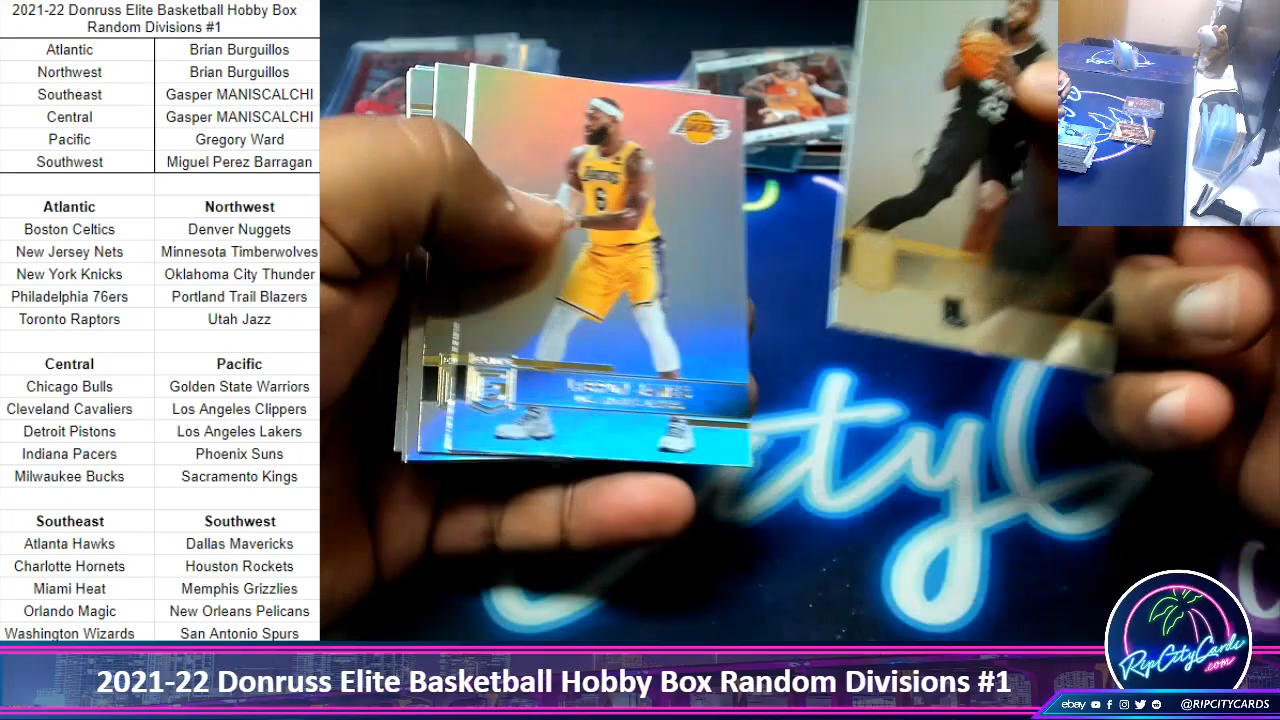 2021-22 Donruss Elite Basketball Hobby Box
Random Divisions #1
Atlantic Brian Burguillos
Northwest Brian Burguillos
Southeast Gasper MANISCALCHI
Central Gasper MANISCALCHI
Pacific Gregory Ward
Southwest Miguel Perez Barragan
Atlantic Northwest
Boston Celtics Denver Nuggets
New Jersey Nets Minnesota Timberwolves
New York Knicks Oklahoma City Thunder
Philadelphia 76ers Portland Trail Blazers
Toronto Raptors Utah Jazz
Central Pacific
Chicago Bulls Golden State Warriors
Cleveland Cavaliers Los Angeles Clippers
Detroit Pistons Los Angeles Lakers
Indiana Pacers Phoenix Suns
Milwaukee Bucks Sacramento Kings
Southeast Southwest
Atlanta Hawks Dallas Mavericks
Charlotte Hornets Houston Rockets
Miami Heat Memphis Grizzlies
Orlando Magic New Orleans Pelicans
Washington Wizards San Antonio Spurs
LAKERS
LAKERS
6
E
ty
RipCityCards
.com
2021-22 Donruss Elite Basketball Hobby Box Random Divisions #1
ebay @RIPCITYCARDS